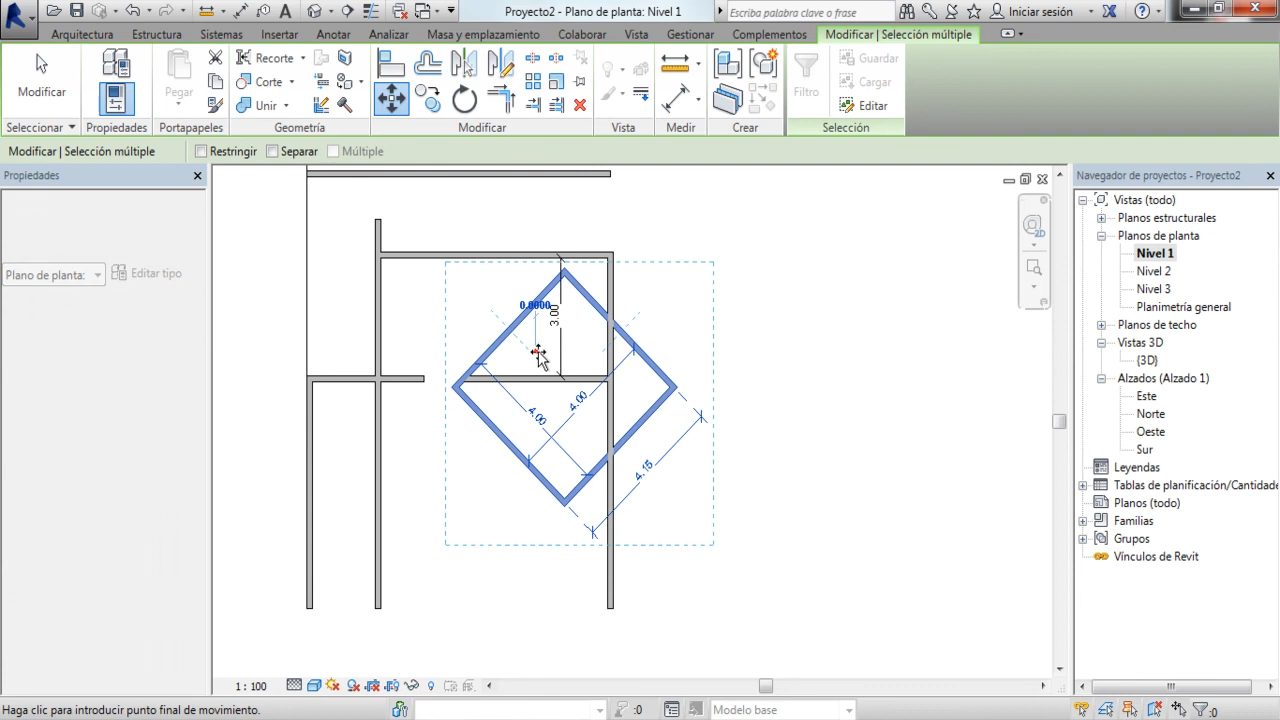 Proyecto2 - Plano de planta: Nivel 1
Escriba palabra clave o frase
Iniciar sesión
Arquitectura Estructura Sistemas Insertar Anotar Analizar Masa y emplazamiento Colaborar Vista Gestionar Complementos Modificar | Selección múltiple
Modificar
Pegar
Recorte
Corte
Unir
Filtro
Guardar
Cargar
Editar
Seleccionar Propiedades Portapapeles Geometría Modificar Vista Medir Crear Selección
Modificar | Selección múltiple Restringir Separar Múltiple
Propiedades
Plano de planta: Editar tipo
0.0000
3.00
4.00
4.00
4.15
2D
Navegador de proyectos - Proyecto2
Vistas (todo)
Planos estructurales
Planos de planta
Nivel 1
Nivel 2
Nivel 3
Planimetría general
Planos de techo
Vistas 3D
{3D}
Alzados (Alzado 1)
Este
Norte
Oeste
Sur
Leyendas
Tablas de planificación/Cantidade
Planos (todo)
Familias
Grupos
Vínculos de Revit
1 : 100
Haga clic para introducir punto final de movimiento.
:0
Modelo base
:0